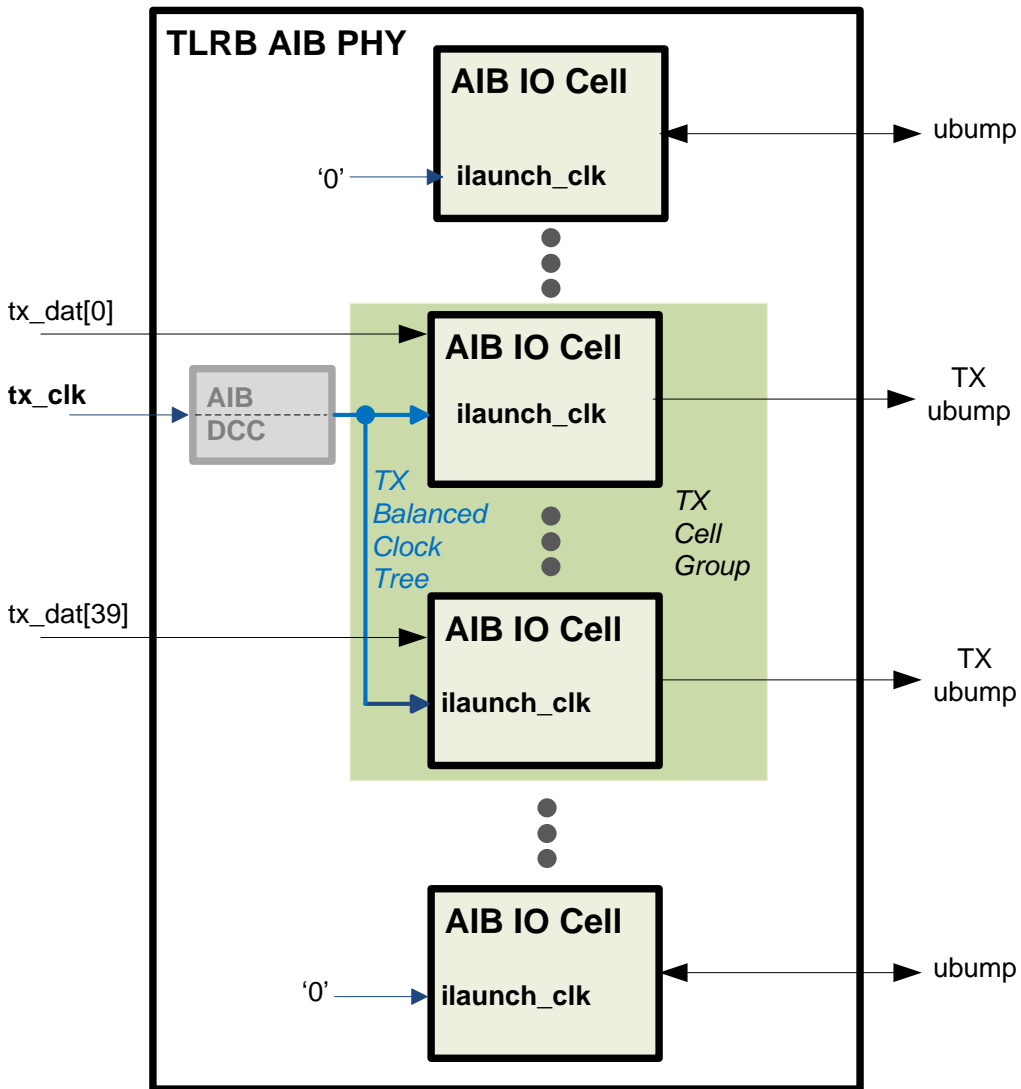 TLRB AIB PHY
AIB IO Cell
ubump
‘0’
ilaunch_clk
tx_dat[0]
AIB IO Cell
tx_clk
AIB
DCC
ilaunch_clk
TX
ubump
TX
Balanced
Clock
Tree
TX
Cell
Group
tx_dat[39]
AIB IO Cell
ilaunch_clk
TX
ubump
AIB IO Cell
ubump
‘0’
ilaunch_clk